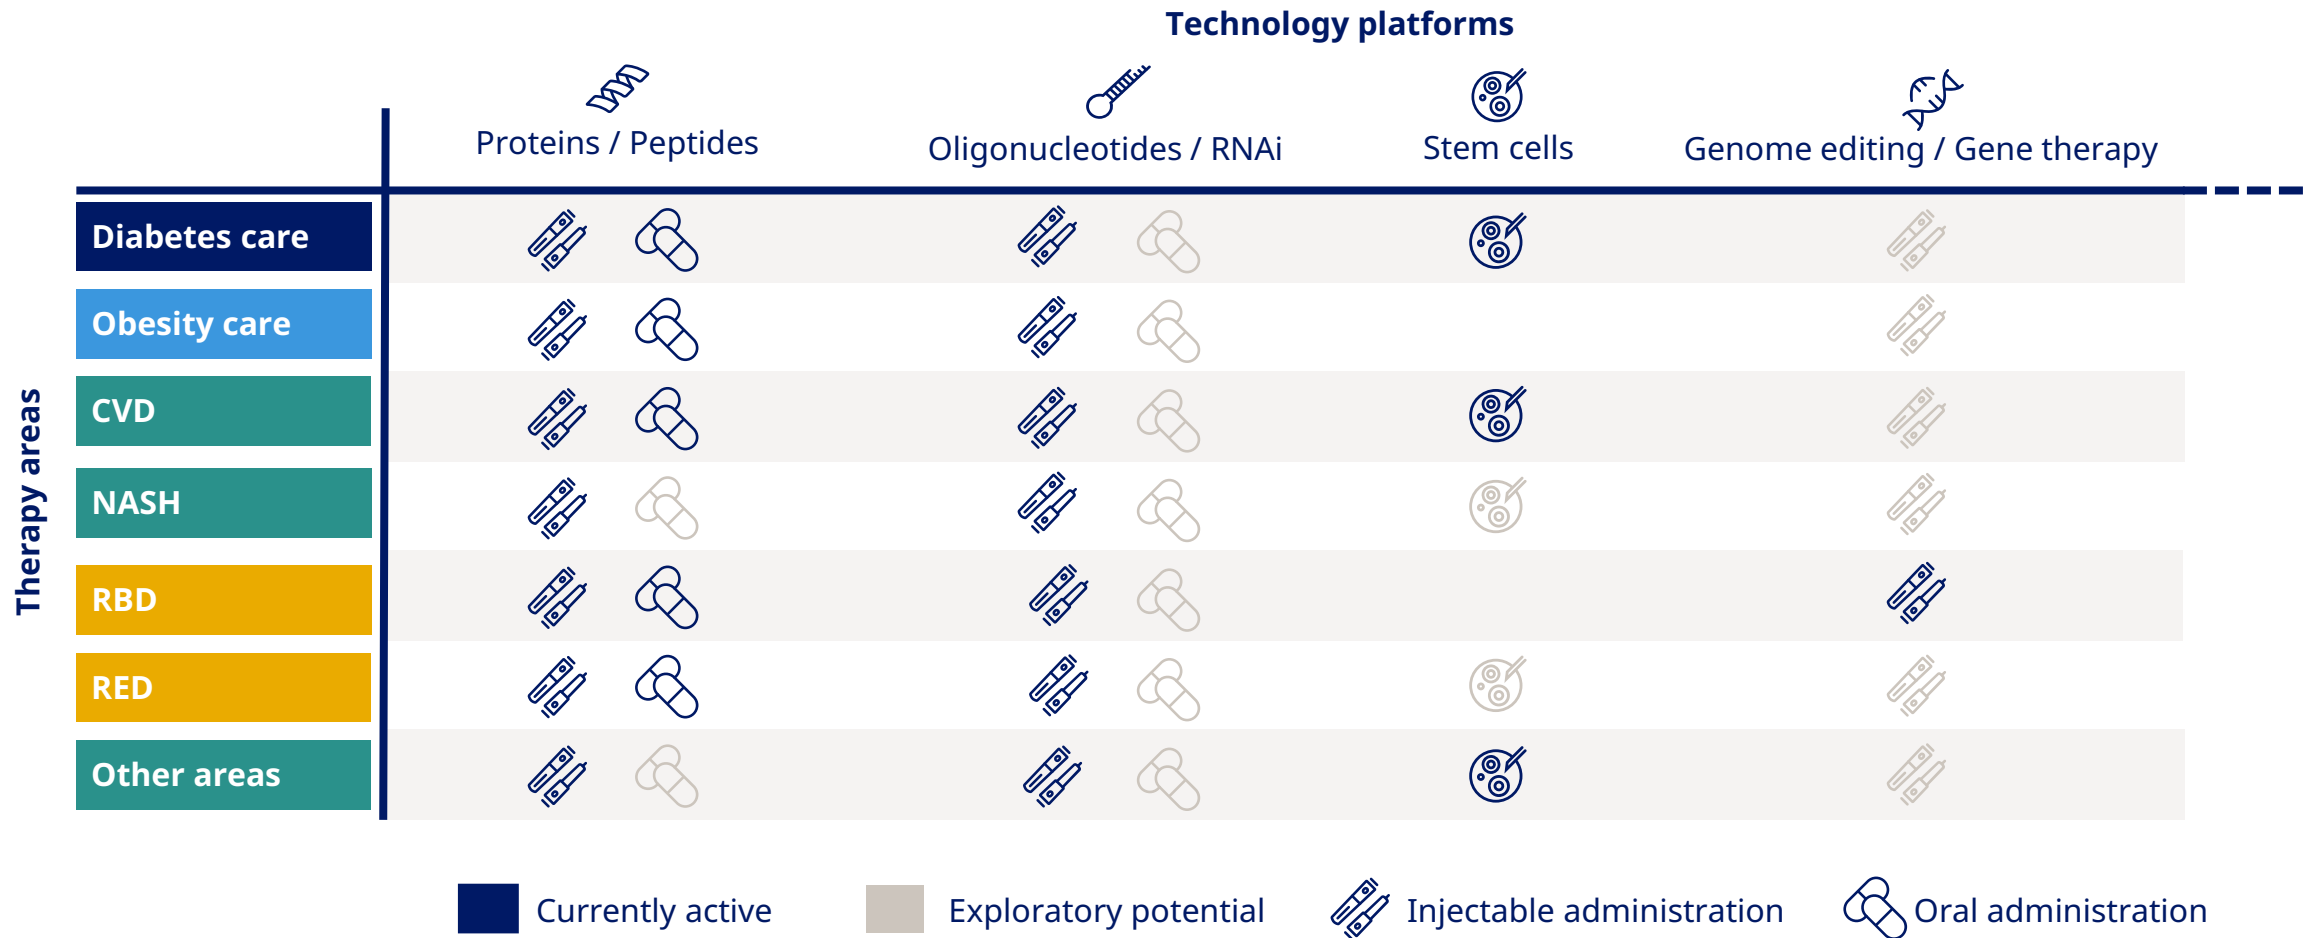 Technology platforms
Proteins / Peptides
Oligonucleotides / RNAi
Stem cells
Genome editing / Gene therapy
Therapy areas
Diabetes care
Obesity care
CVD
NASH
RBD
RED
Other areas
Currently active
Exploratory potential
Injectable administration
Oral administration